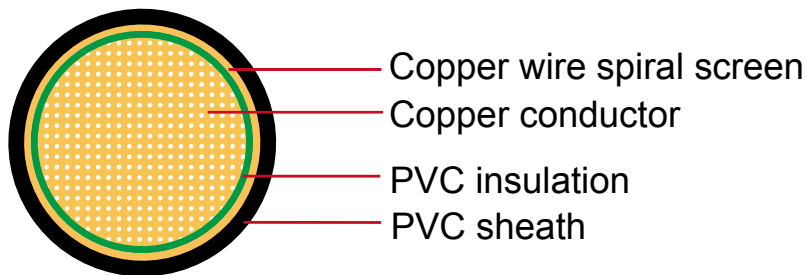 Copper wire spiral screen
Copper conductor
PVC insulation
PVC sheath